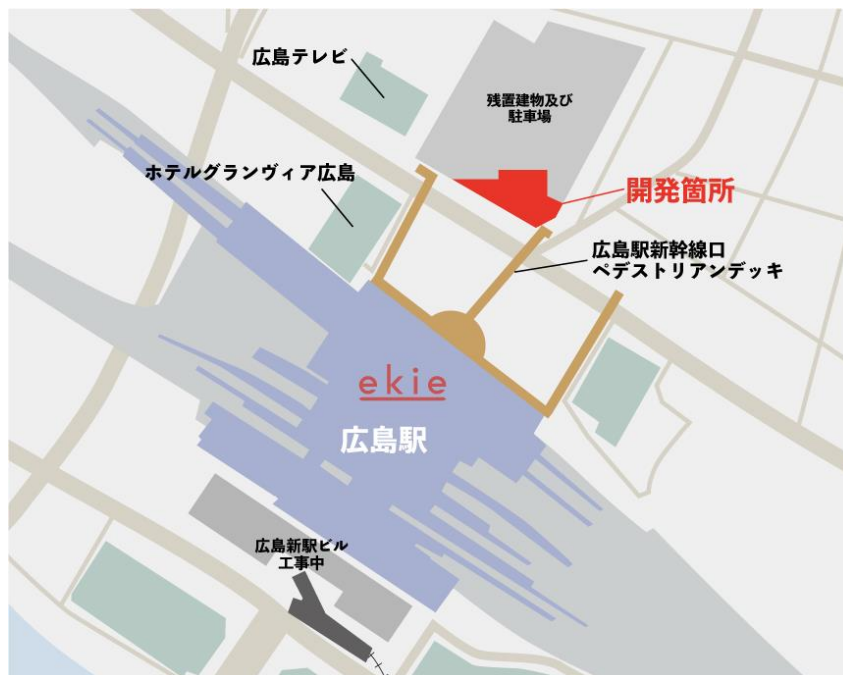 広島テレビ
残置建物及び
駐車場
ホテルグランヴィア広島
開発箇所
広島駅新幹線口
ペデストリアンデッキ
ekie
広島駅
広島新駅ビル
工事中